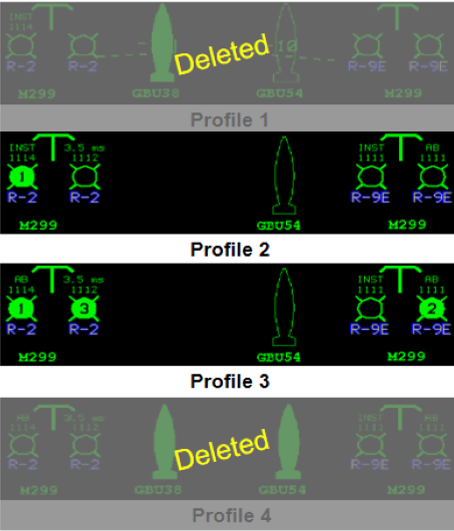 INST
1114
R-2 R-2 R-9E R-9E
M299 GBU38 GBU54 M299
Deleted
10
Profile 1
INST 3.5 ms INST AB
1114 1112 1111 1111
1
R-2 R-2 R-9E R-9E
M299 GBU54 M299
Profile 2
AB 3.5 ms INST AB
1114 1112 1111 1111
1 3 2
R-2 R-2 R-9E R-9E
M299 GBU54 M299
Profile 3
AB 3.5 ms INST AB
1114 1112 1111 1111
Deleted
R-2 R-2 R-9E R-9E
M299 GBU38 GBU54 M299
Profile 4